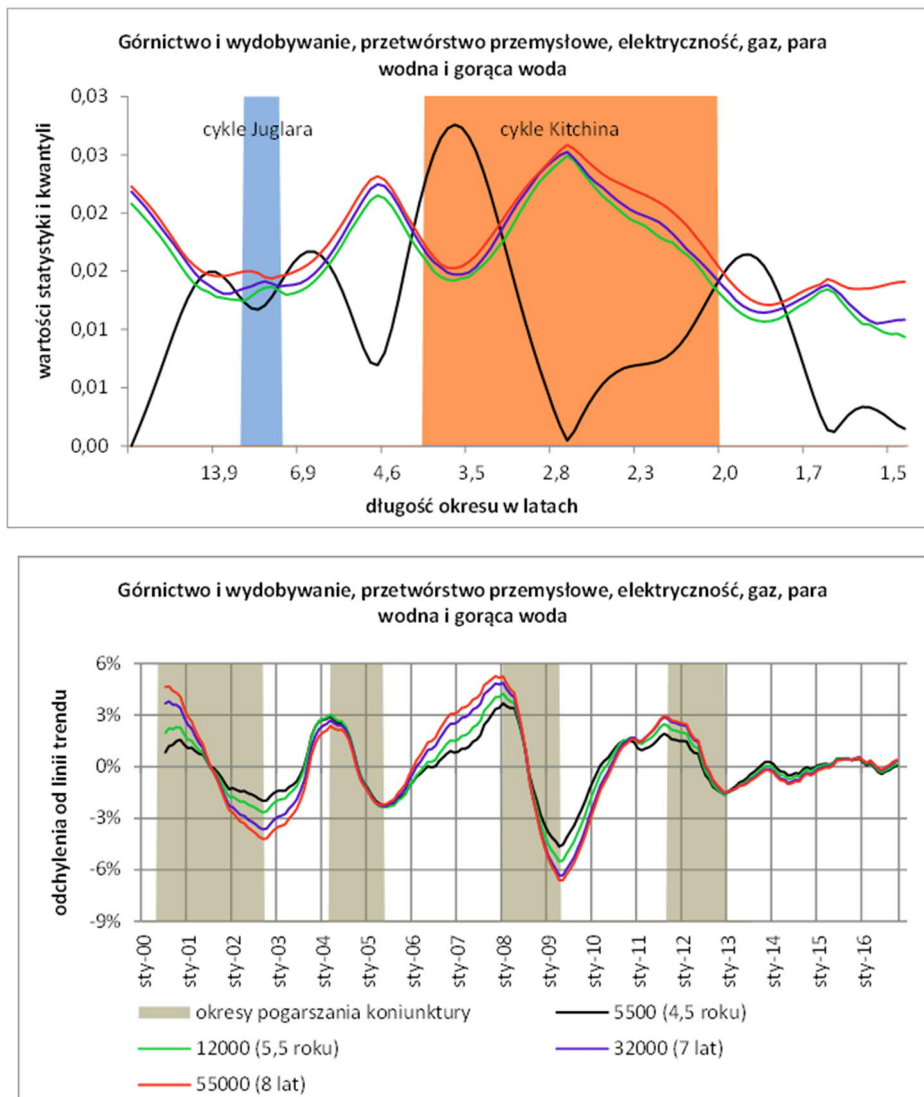 Górnictwo i wydobywanie, przetwórstwo przemysłowe, elektryczność, gaz, para
wodna i gorąca woda
wartości statystyki i kwantyli
0,03
0,03
0,02
0,02
0,01
0,01
0,00
cykle Juglara
cykle Kitchina
13,9
6,9
4,6
3,5
2,8
2,3
2,0
1,7
1,5
długość okresu w latach
Górnictwo i wydobywanie, przetwórstwo przemysłowe, elektryczność, gaz, para
wodna i gorąca woda
odchylenia od linii trendu
6%
3%
0%
-3%
-6%
-9%
sty-00
sty-01
sty-02
sty-03
sty-04
sty-05
sty-06
sty-07
sty-08
sty-09
sty-10
sty-11
sty-12
sty-13
sty-14
sty-15
sty-16
okresy pogarszania koniunktury
5500 (4,5 roku)
12000 (5,5 roku)
32000 (7 lat)
55000 (8 lat)